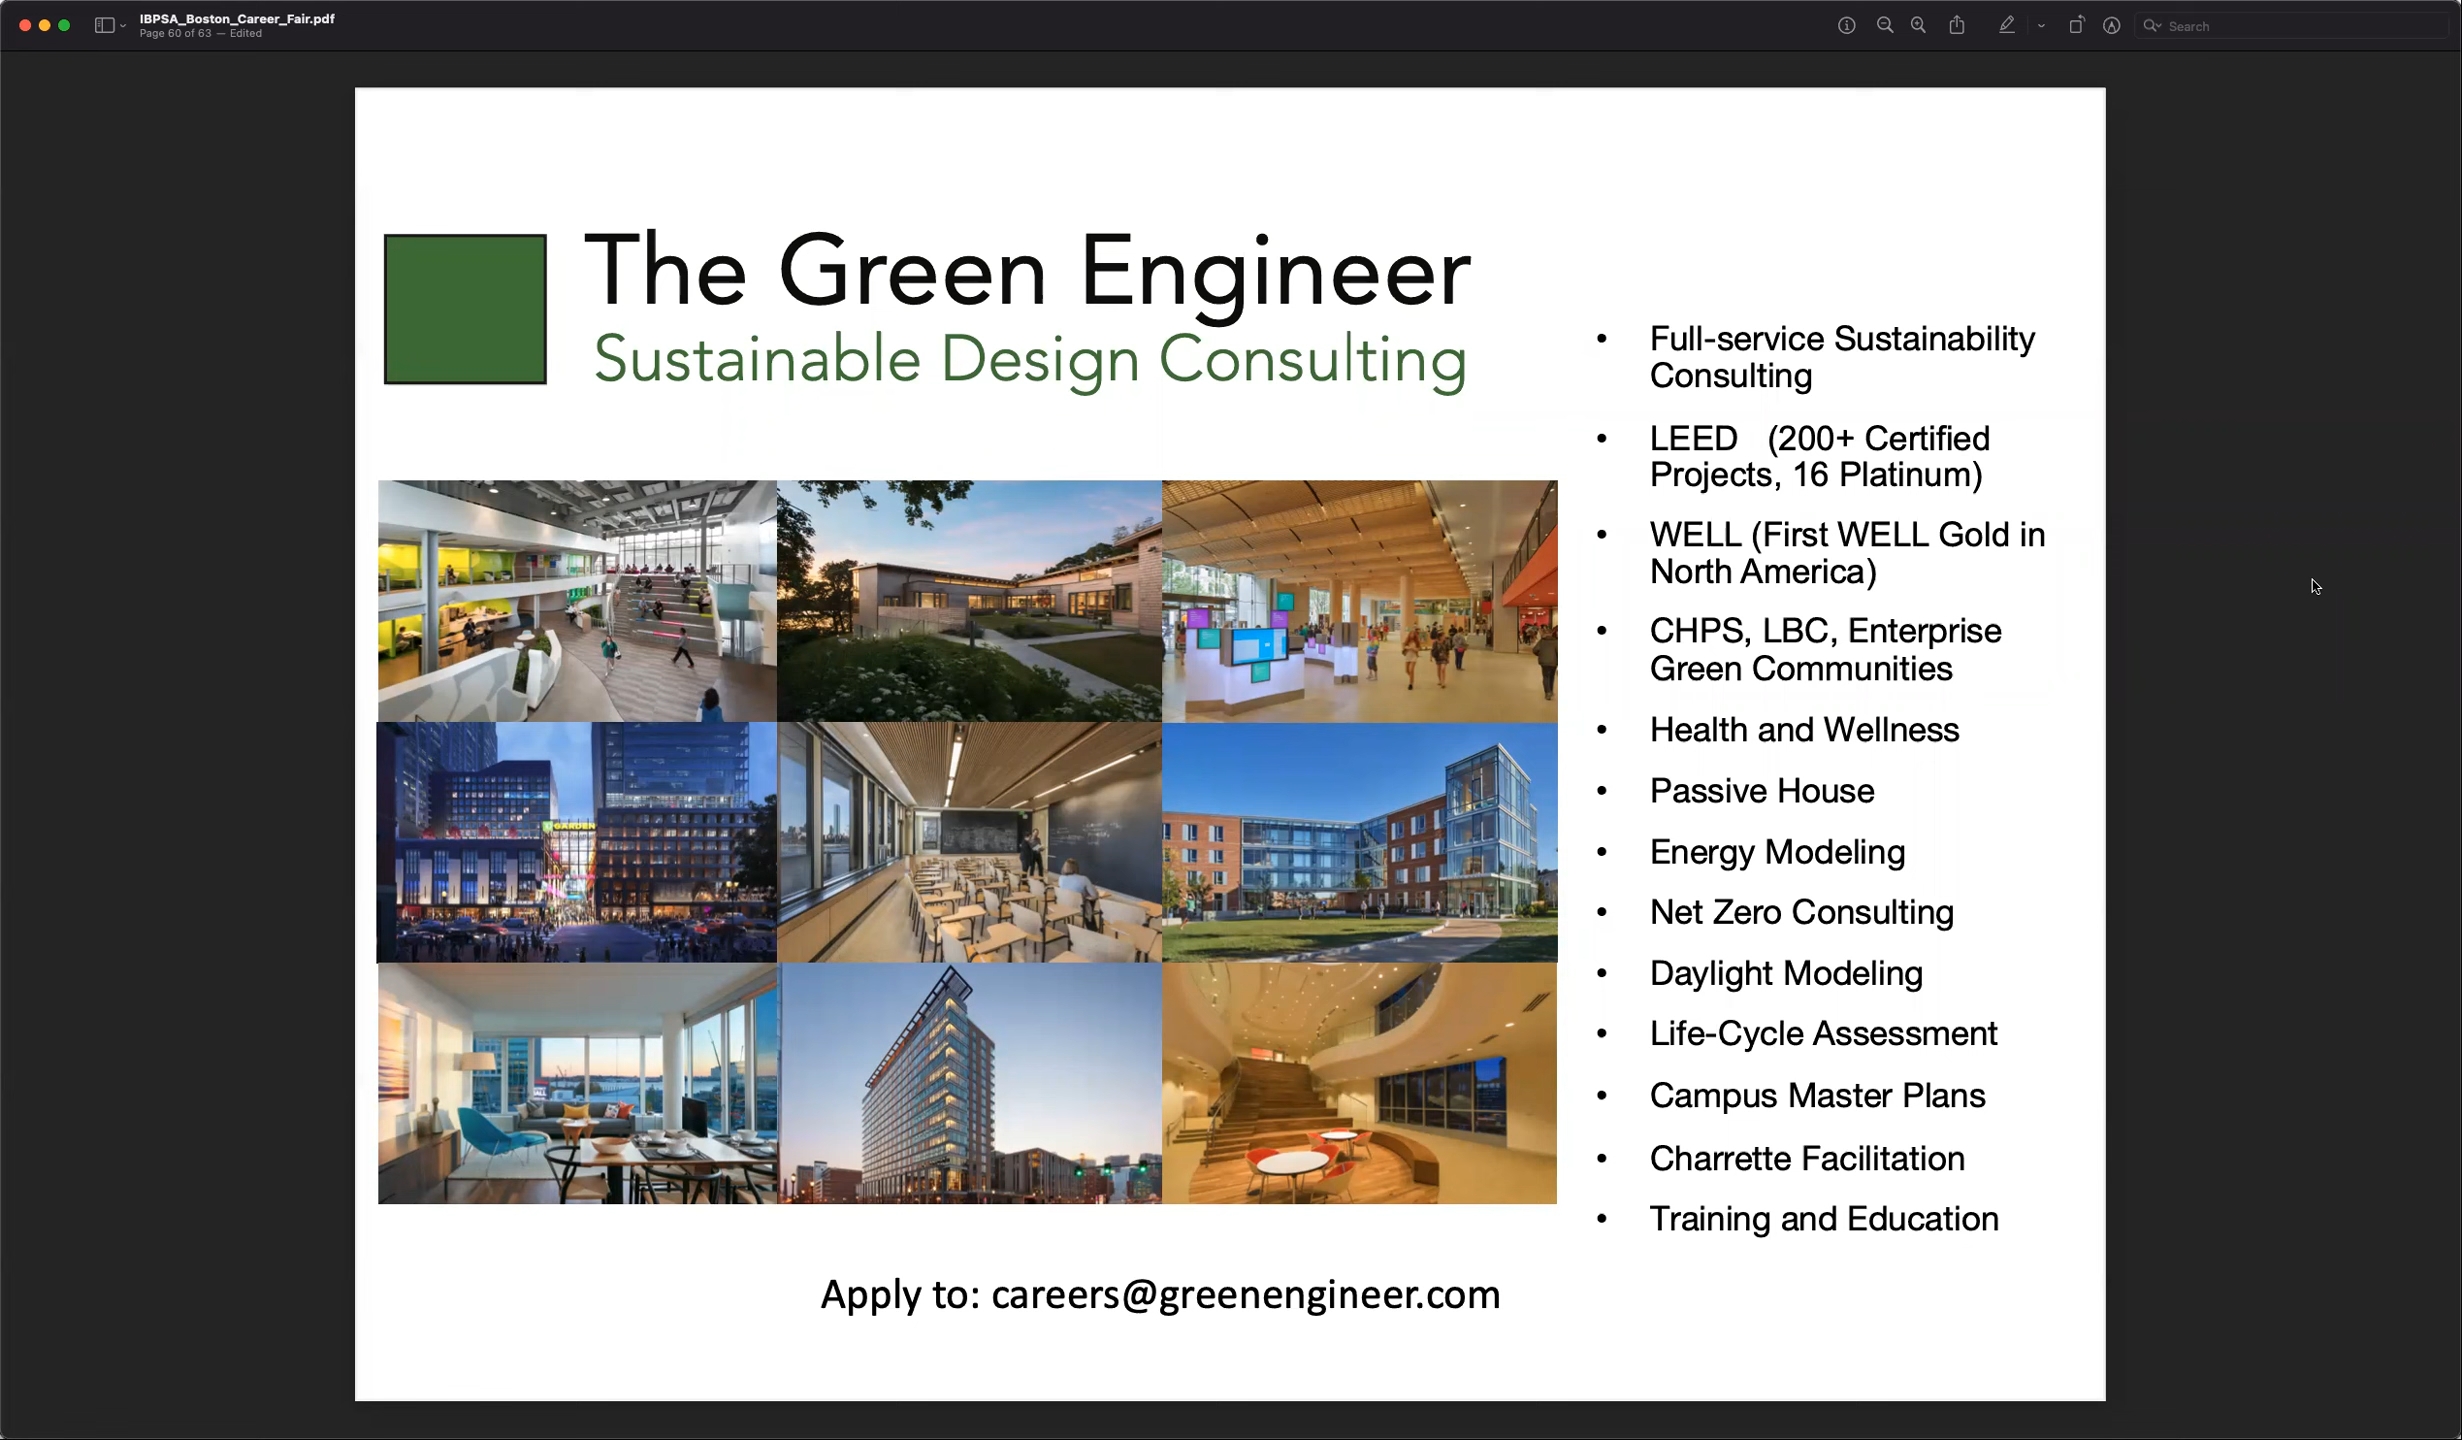 IBPSA_Boston_Career_Fair.pdf
Page 60 of 63 — Edited
Search
The Green Engineer
Sustainable Design Consulting
• Full-service Sustainability
Consulting
• LEED (200+ Certified
Projects, 16 Platinum)
• WELL (First WELL Gold in
North America)
• CHPS, LBC, Enterprise
Green Communities
• Health and Wellness
• Passive House
• Energy Modeling
• Net Zero Consulting
• Daylight Modeling
• Life-Cycle Assessment
• Campus Master Plans
• Charrette Facilitation
• Training and Education
GARDEN
Apply to: careers@greenengineer.com